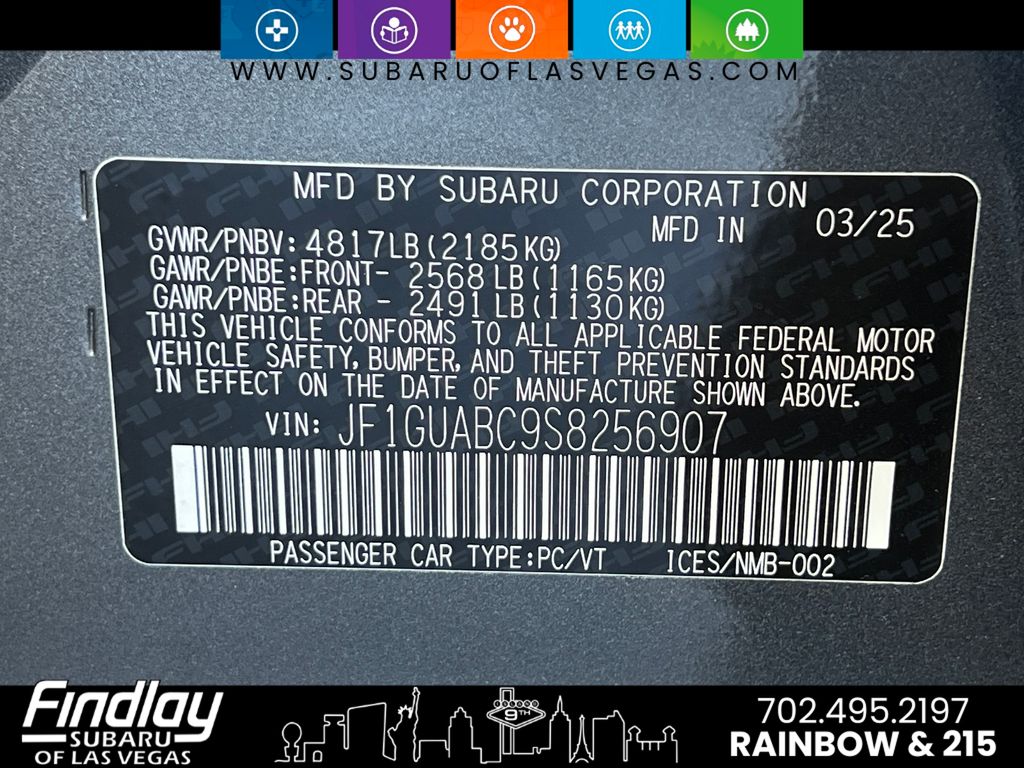 WWW.SUBARUOFLASVEGAS.COM
MFD BY SUBARU CORPORATION
MFD IN 03/25
GVWR/PNBV: 4817LB(2185KG)
GAWR/PNBE:FRONT- 2568LB(1165KG)
GAWR/PNBE:REAR - 2491LB(1130KG)
THIS VEHICLE CONFORMS TO ALL APPLICABLE FEDERAL MOTOR
VEHICLE SAFETY, BUMPER, AND THEFT PREVENTION STANDARDS
IN EFFECT ON THE DATE OF MANUFACTURE SHOWN ABOVE.
VIN: JF1GUABC9S8256907
PASSENGER CAR TYPE:PC/VT ICES/NMB-002
Findlay
SUBARU
OF LAS VEGAS
9TH
702.495.2197
RAINBOW & 215